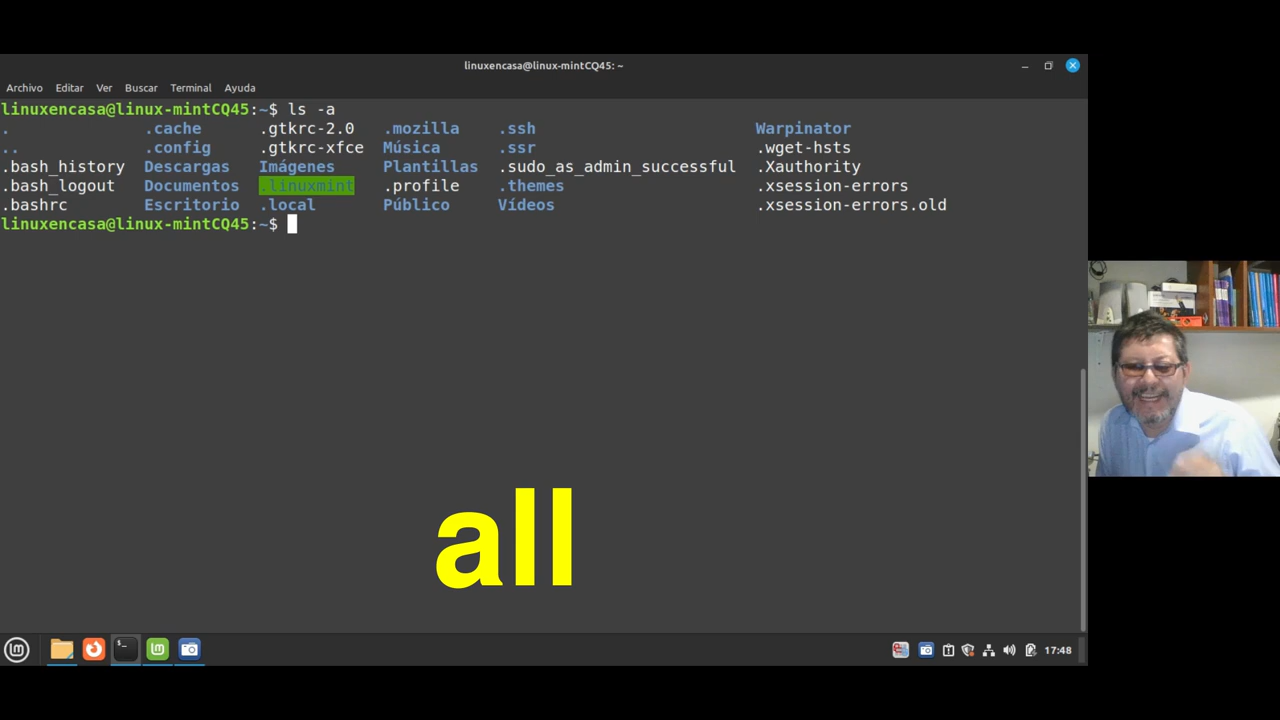 linuxencasa@linux-mintCQ45: ~
Archivo Editar Ver Buscar Terminal Ayuda
linuxencasa@linux-mintCQ45:~$ ls -a
. .cache .gtkrc-2.0 .mozilla .ssh Warpinator
.. .config .gtkrc-xfce Música .ssr .wget-hsts
.bash_history Descargas Imágenes Plantillas .sudo_as_admin_successful .Xauthority
.bash_logout Documentos .linuxmint .profile .themes .xsession-errors
.bashrc Escritorio .local Público Vídeos .xsession-errors.old
linuxencasa@linux-mintCQ45:~$
all
17:48